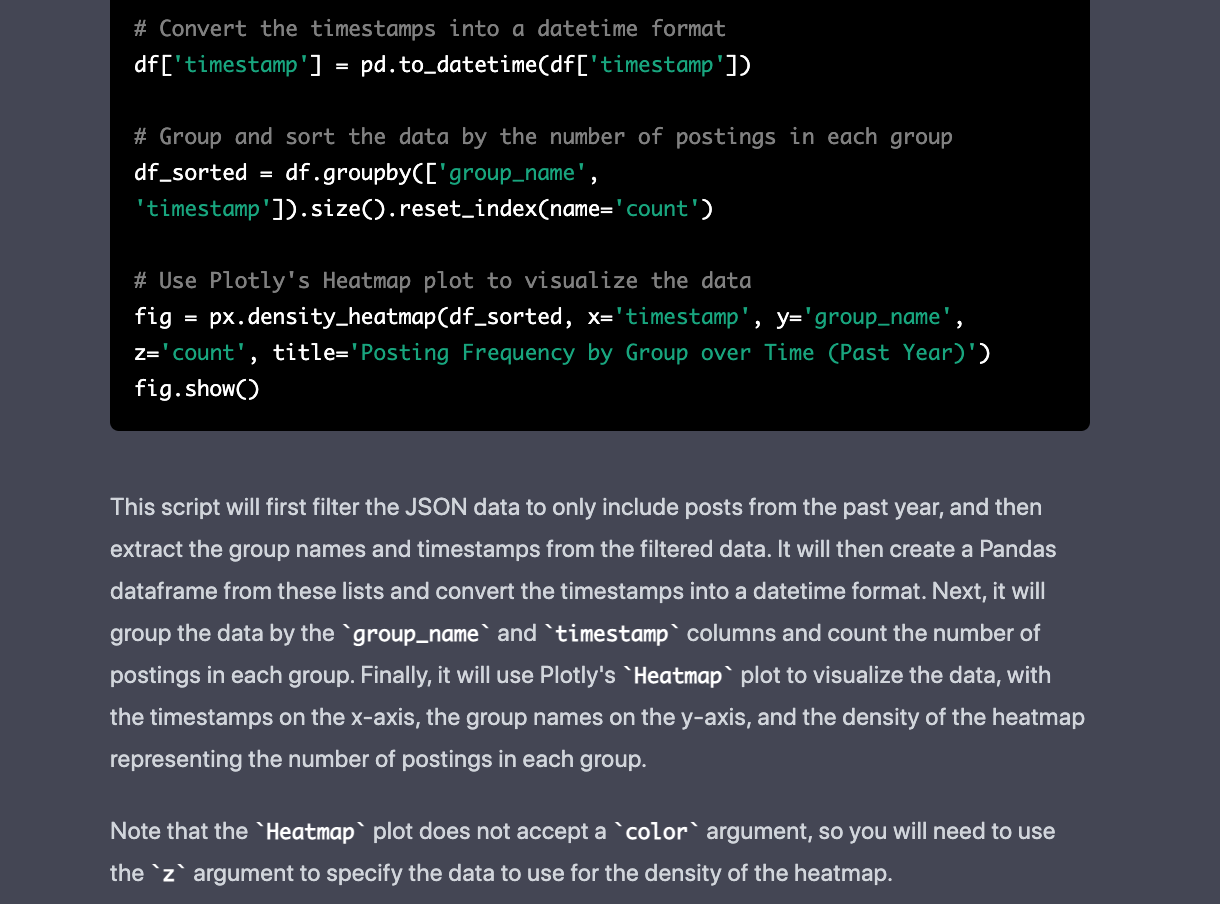 # Convert the timestamps into a datetime format
df['timestamp'] = pd.to_datetime(df['timestamp'])
# Group and sort the data by the number of postings in each group
df_sorted = df.groupby(['group_name',
'timestamp']).size().reset_index(name='count')
# Use Plotly's Heatmap plot to visualize the data
fig = px.density_heatmap(df_sorted, x='timestamp', y='group_name',
z='count', title='Posting Frequency by Group over Time (Past Year)')
fig.show()
This script will first filter the JSON data to only include posts from the past year, and then
extract the group names and timestamps from the filtered data. It will then create a Pandas
dataframe from these lists and convert the timestamps into a datetime format. Next, it will
group the data by the `group_name` and `timestamp` columns and count the number of
postings in each group. Finally, it will use Plotly's `Heatmap` plot to visualize the data, with
the timestamps on the x-axis, the group names on the y-axis, and the density of the heatmap
representing the number of postings in each group.
Note that the `Heatmap` plot does not accept a `color` argument, so you will need to use
the `z` argument to specify the data to use for the density of the heatmap.